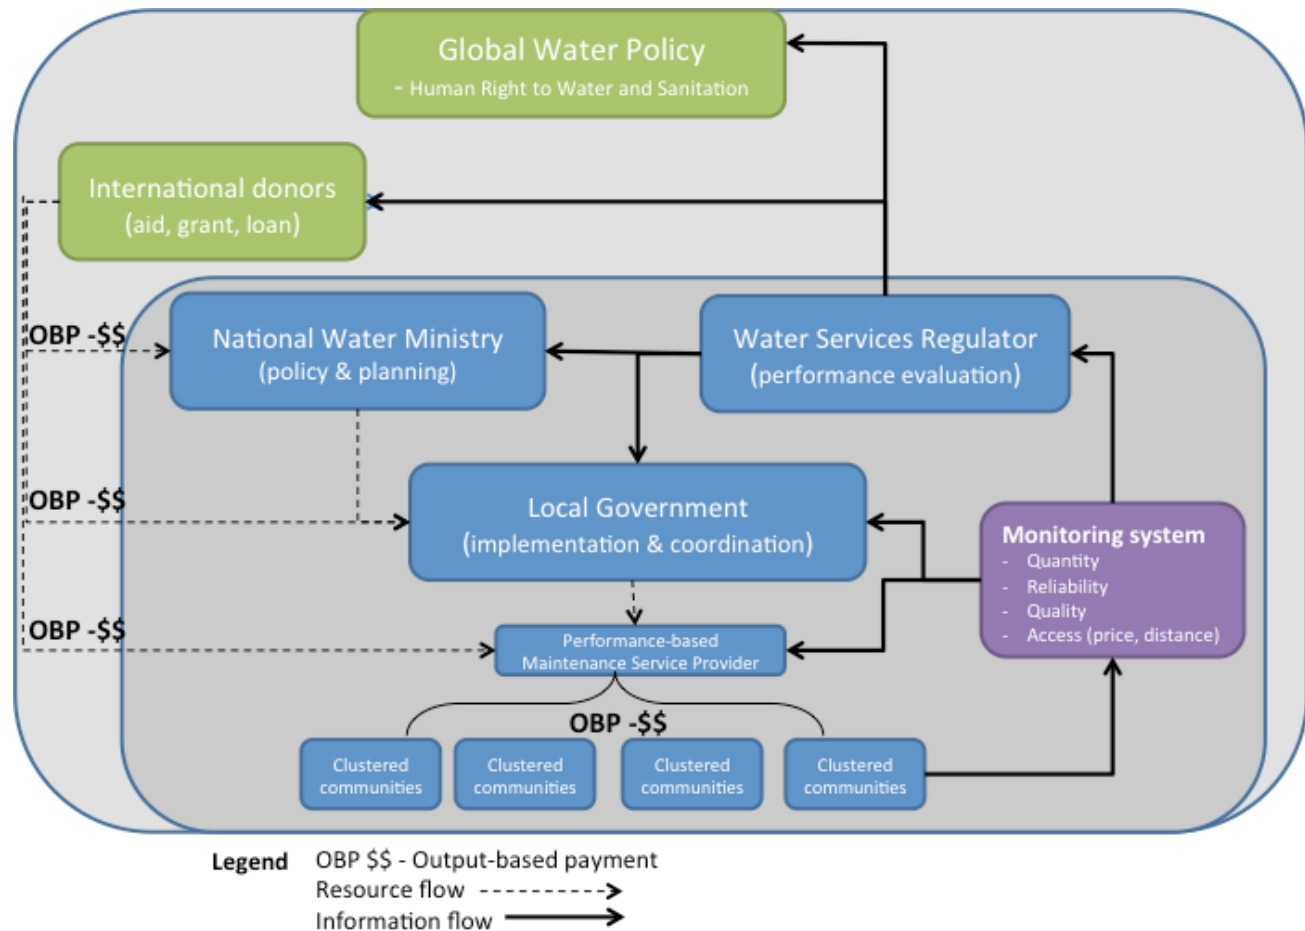 Global Water Policy
- Human Right to Water and Sanitation
International donors
(aid, grant, loan)
OBP -$$
National Water Ministry
(policy & planning)
Water Services Regulator
(performance evaluation)
OBP -$$
Local Government
(implementation & coordination)
Monitoring system
- Quantity
- Reliability
- Quality
- Access (price, distance)
OBP -$$
Performance-based
Maintenance Service Provider
OBP -$$
Clustered
communities
Clustered
communities
Clustered
communities
Clustered
communities
Legend
OBP $$ - Output-based payment
Resource flow
Information flow